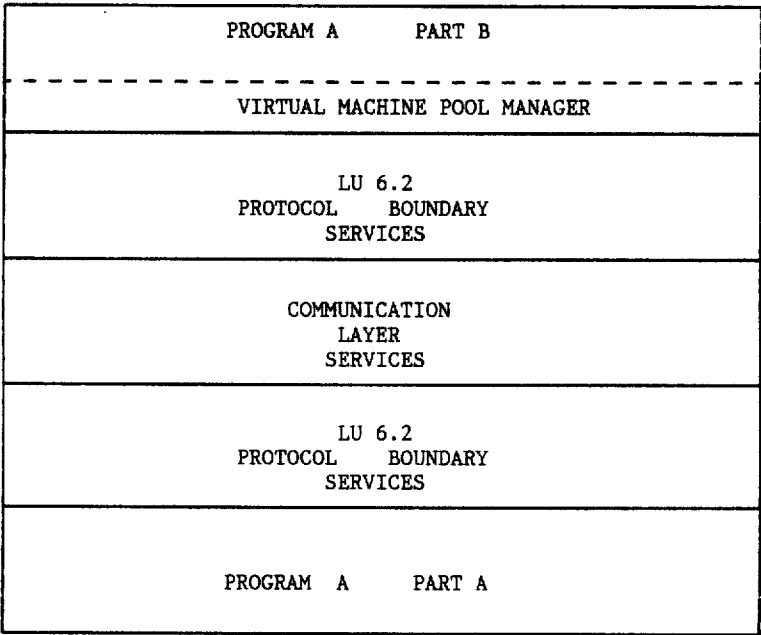 PROGRAM A PART B
VIRTUAL MACHINE POOL MANAGER
LU 6.2
PROTOCOL BOUNDARY
SERVICES
COMMUNICATION
LAYER
SERVICES
LU 6.2
PROTOCOL BOUNDARY
SERVICES
PROGRAM A PART A